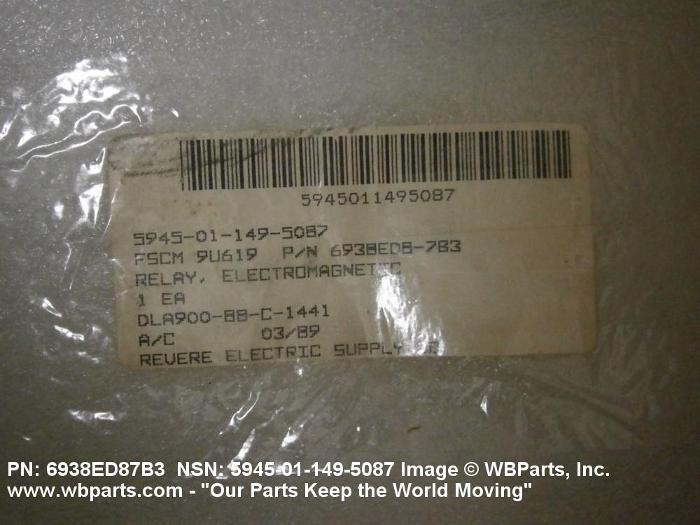 5945011495087
5945-01-149-5087
FSCM 9U619 P/N 6938ED8-7B3
RELAY, ELECTROMAGNETIC
1 EA
DLA900-88-C-1441
A/C 03/89
REVERE ELECTRIC SUPPLY
PN: 6938ED87B3 NSN: 5945-01-149-5087 Image © WBParts, Inc.
www.wbparts.com - "Our Parts Keep the World Moving"